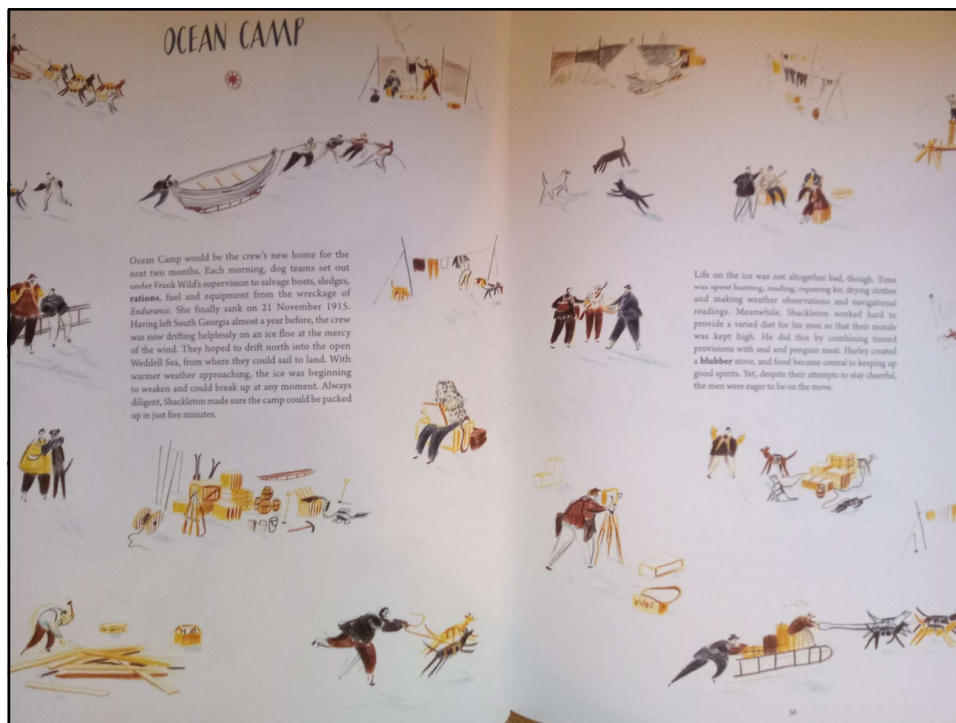 OCEAN CAMP
Ocean Camp would be the crew's new home for the
next two months. Each morning, dog teams set out
under Frank Wild's supervision to salvage boats, sledges,
rations, fuel and equipment from the wreckage of
Endurance. She finally sank on 21 November 1915.
Having left South Georgia almost a year before, the crew
was now drifting helplessly on an ice floe at the mercy
of the wind. They hoped to drift north into the open
Weddell Sea, from where they could sail to land. With
warmer weather approaching, the ice was beginning
to weaken and could break up at any moment. Always
diligent, Shackleton made sure the camp could be packed
up in just five minutes.
Life on the ice was not altogether bad, though. Time
was spent hunting, reading, repairing kit, drying clothes
and making weather observations and navigational
readings. Meanwhile, Shackleton worked hard to
provide a varied diet for his men so that their morale
was kept high. He did this by combining tinned
provisions with seal and penguin meat. Hurley created
a blubber stove, and food became central to keeping up
good spirits. Yet, despite their attempts to stay cheerful,
the men were eager to be on the move.
VIDEO
36